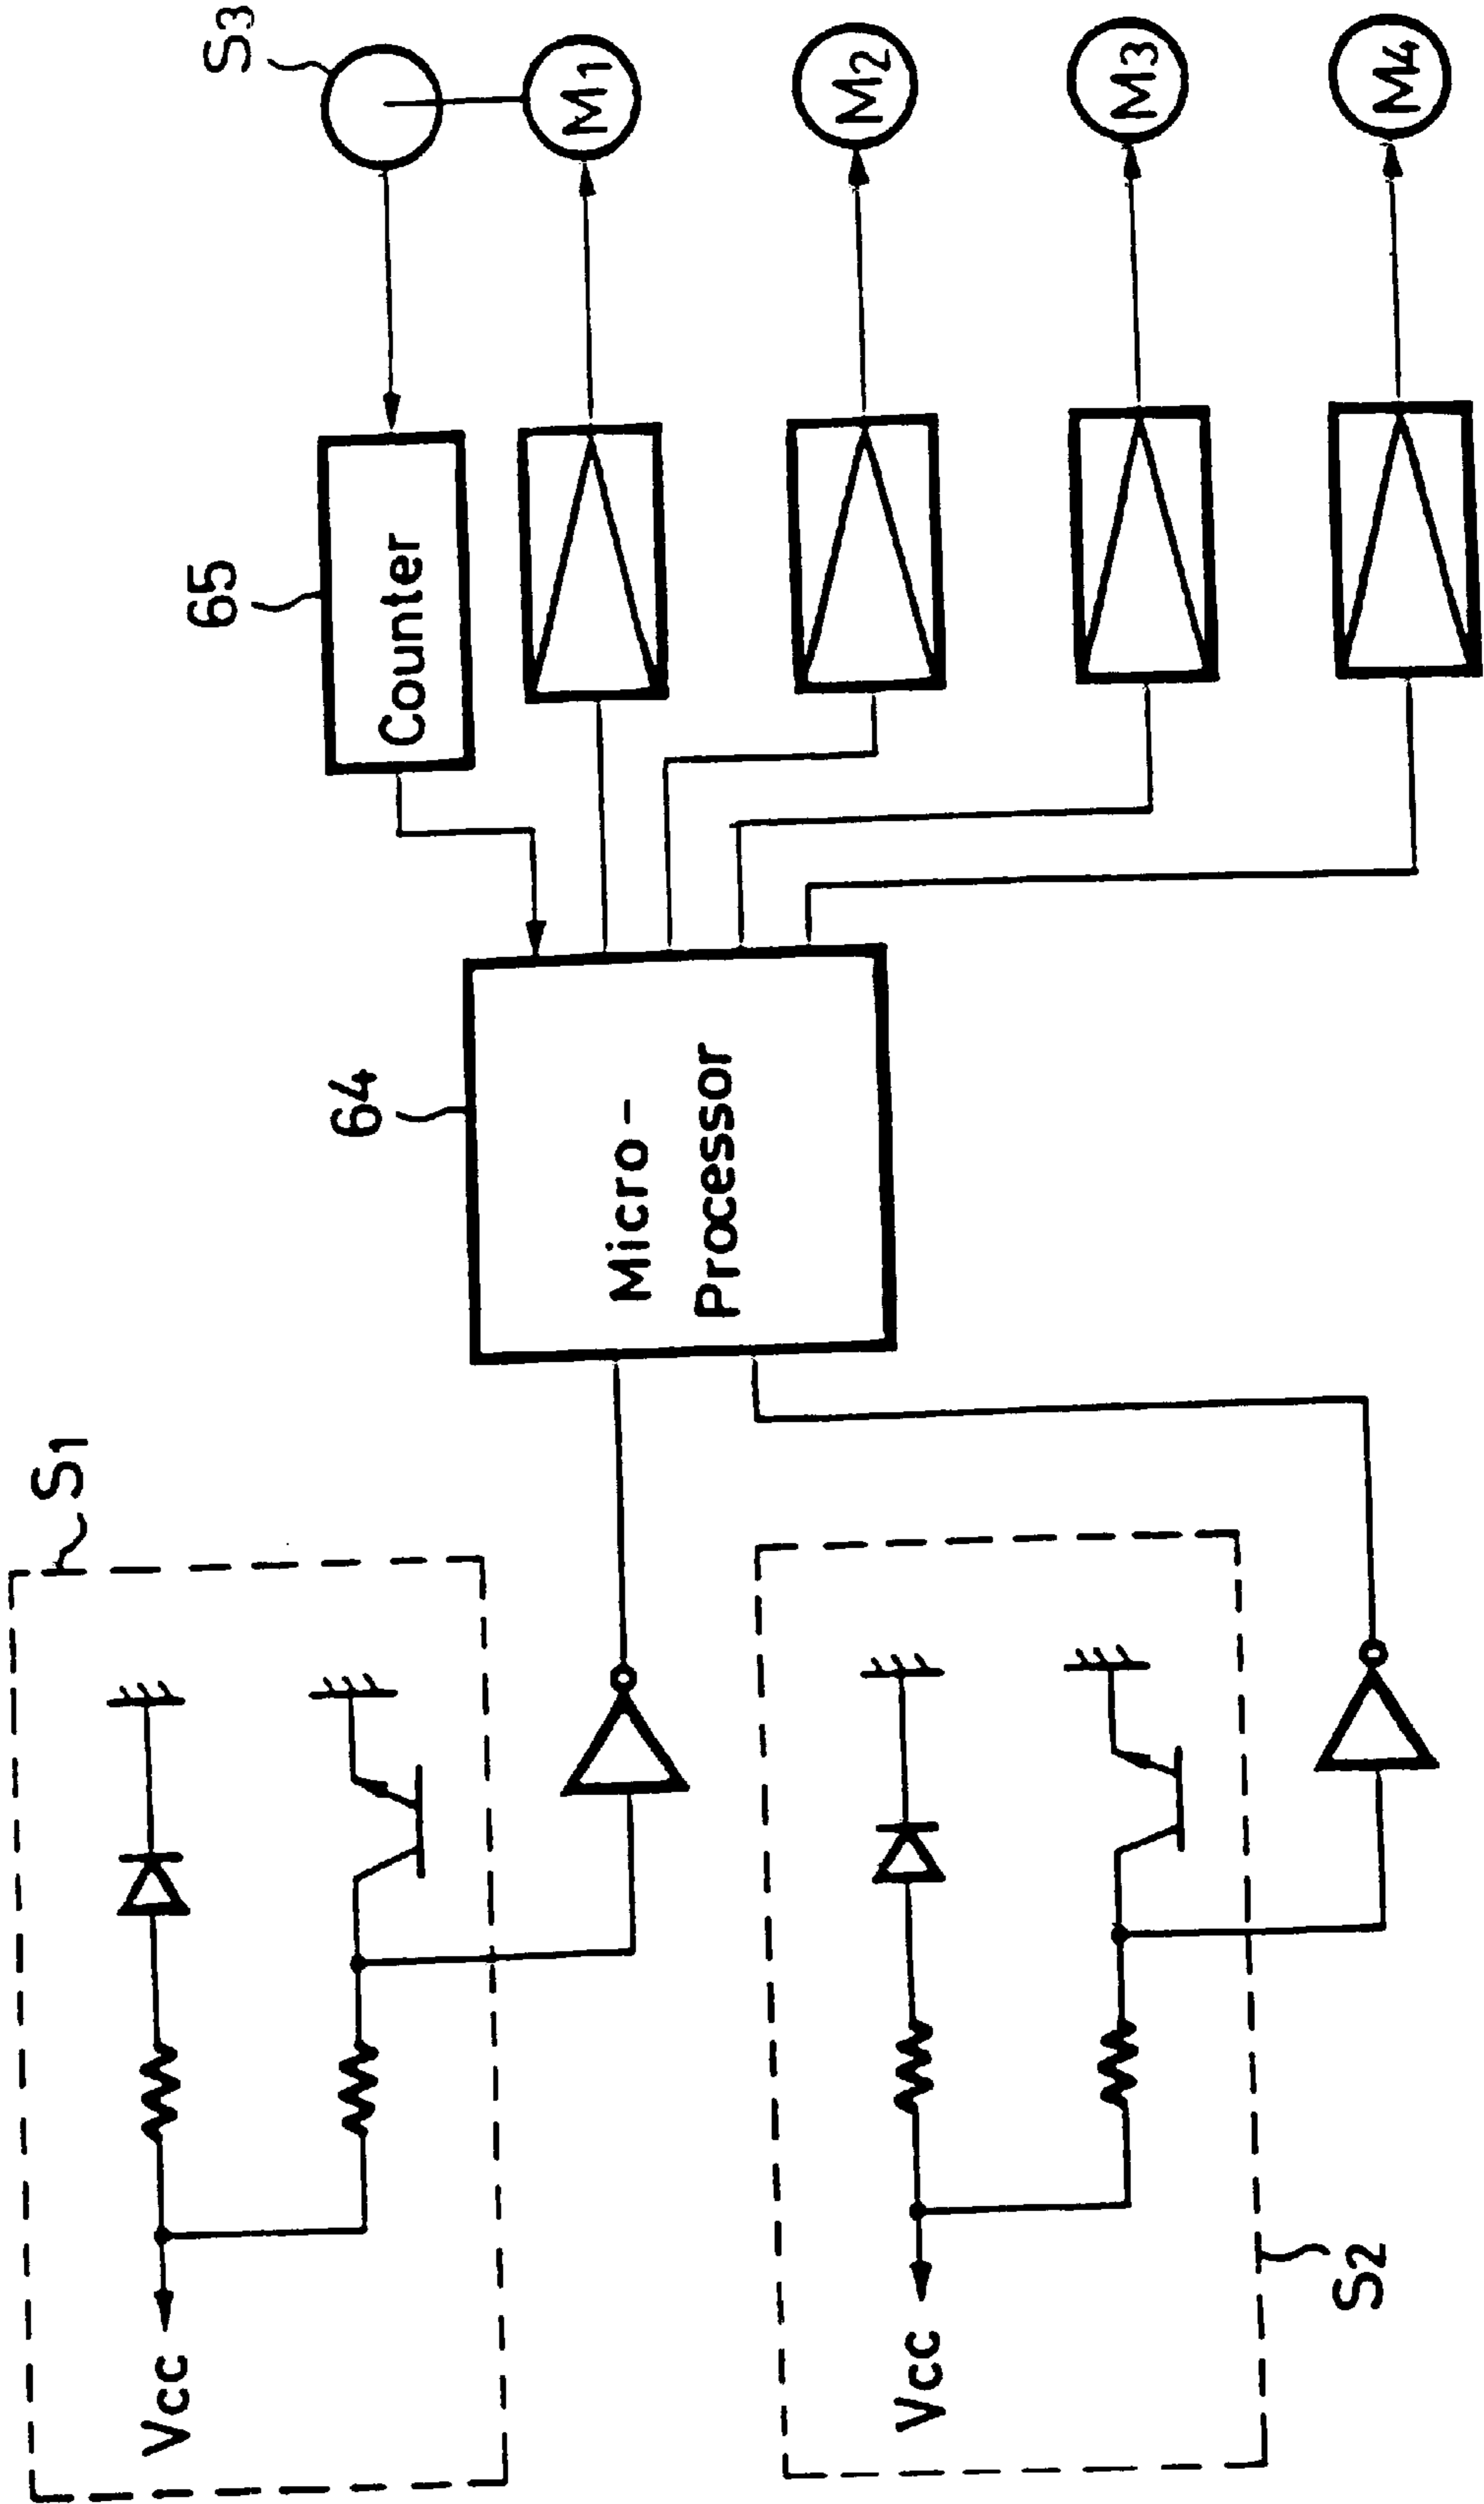 S3
M1
M2
M3
M4
65
Counter
64
Micro-
Processor
S1
Vcc
Vcc
S2